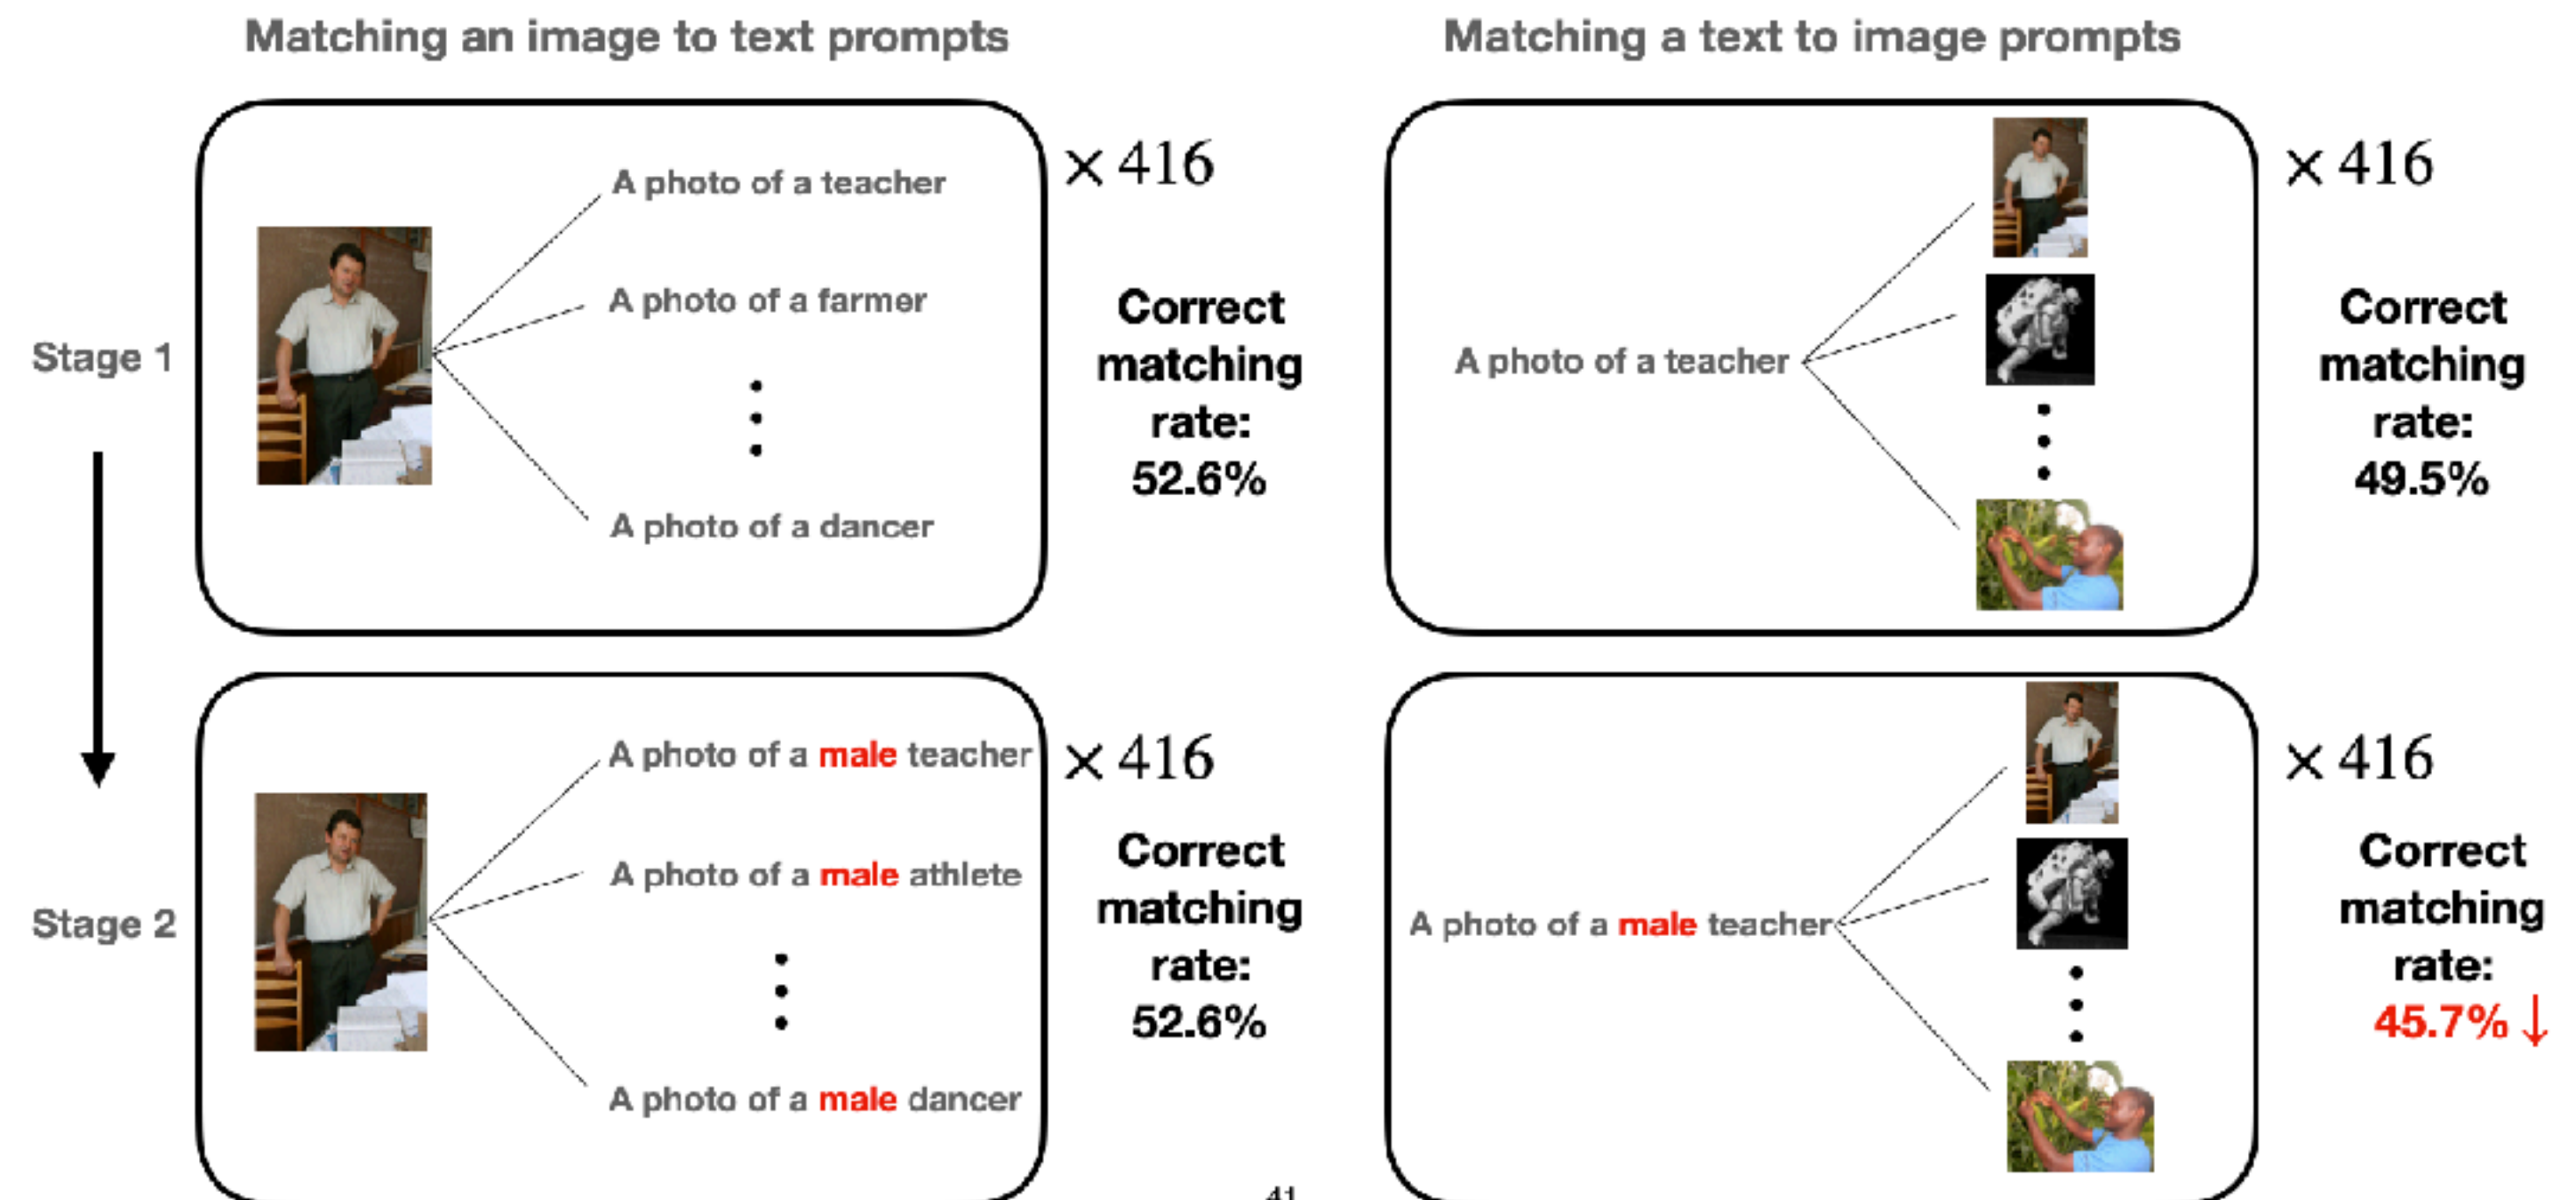 Matching an image to text prompts
Matching a text to image prompts
Stage 1
A photo of a teacher
A photo of a farmer
A photo of a dancer
× 416
Correct
matching
rate:
52.6%
A photo of a teacher
× 416
Correct
matching
rate:
49.5%
Stage 2
A photo of a male teacher
A photo of a male athlete
A photo of a male dancer
× 416
Correct
matching
rate:
52.6%
A photo of a male teacher
× 416
Correct
matching
rate:
45.7% ↓
41